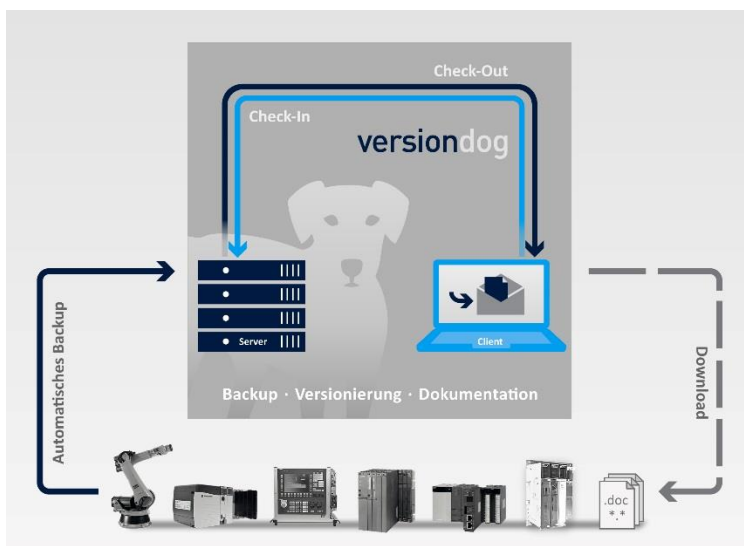 Check-Out
Check-In
versiondog
Automatisches Backup
Server
Client
Download
Backup · Versionierung · Dokumentation
.doc
*.*